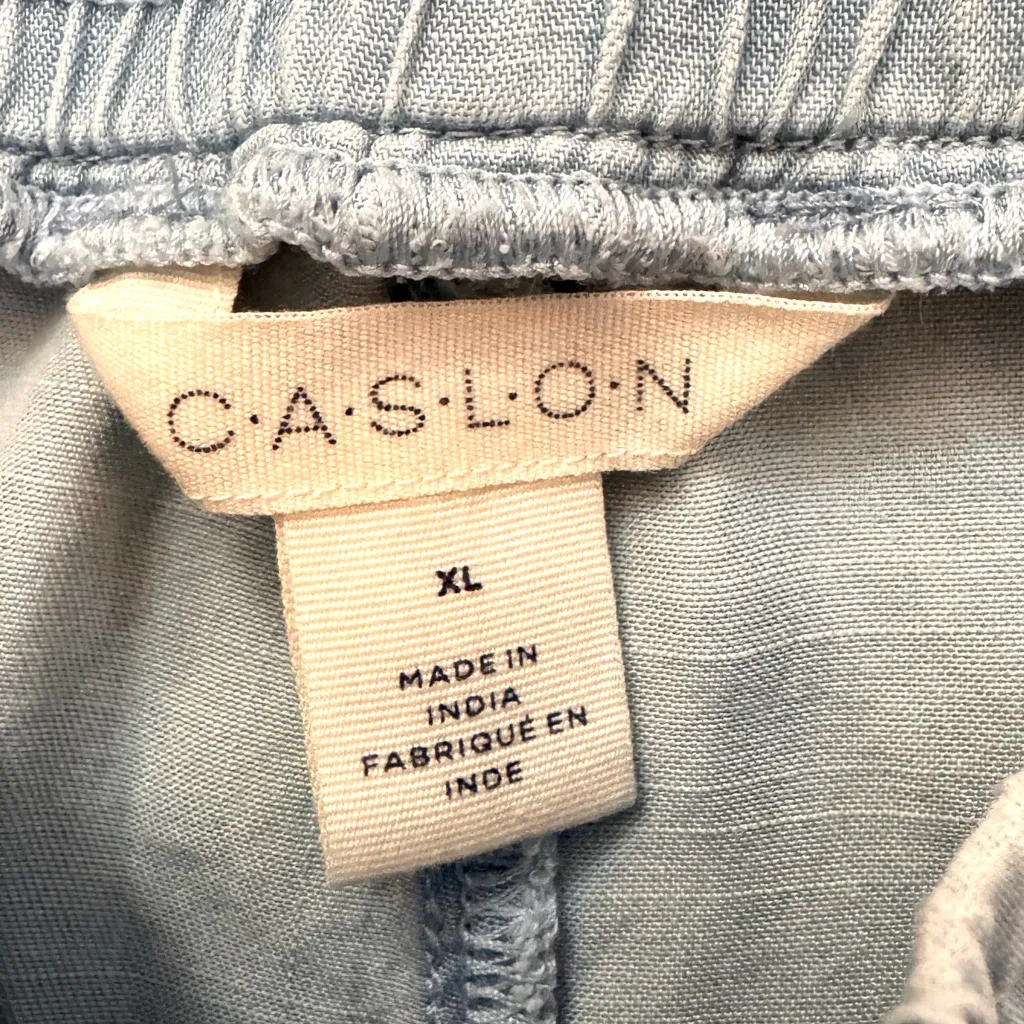 C·A·S·L·O·N
XL
MADE IN
INDIA
FABRIQUÉ EN
INDE